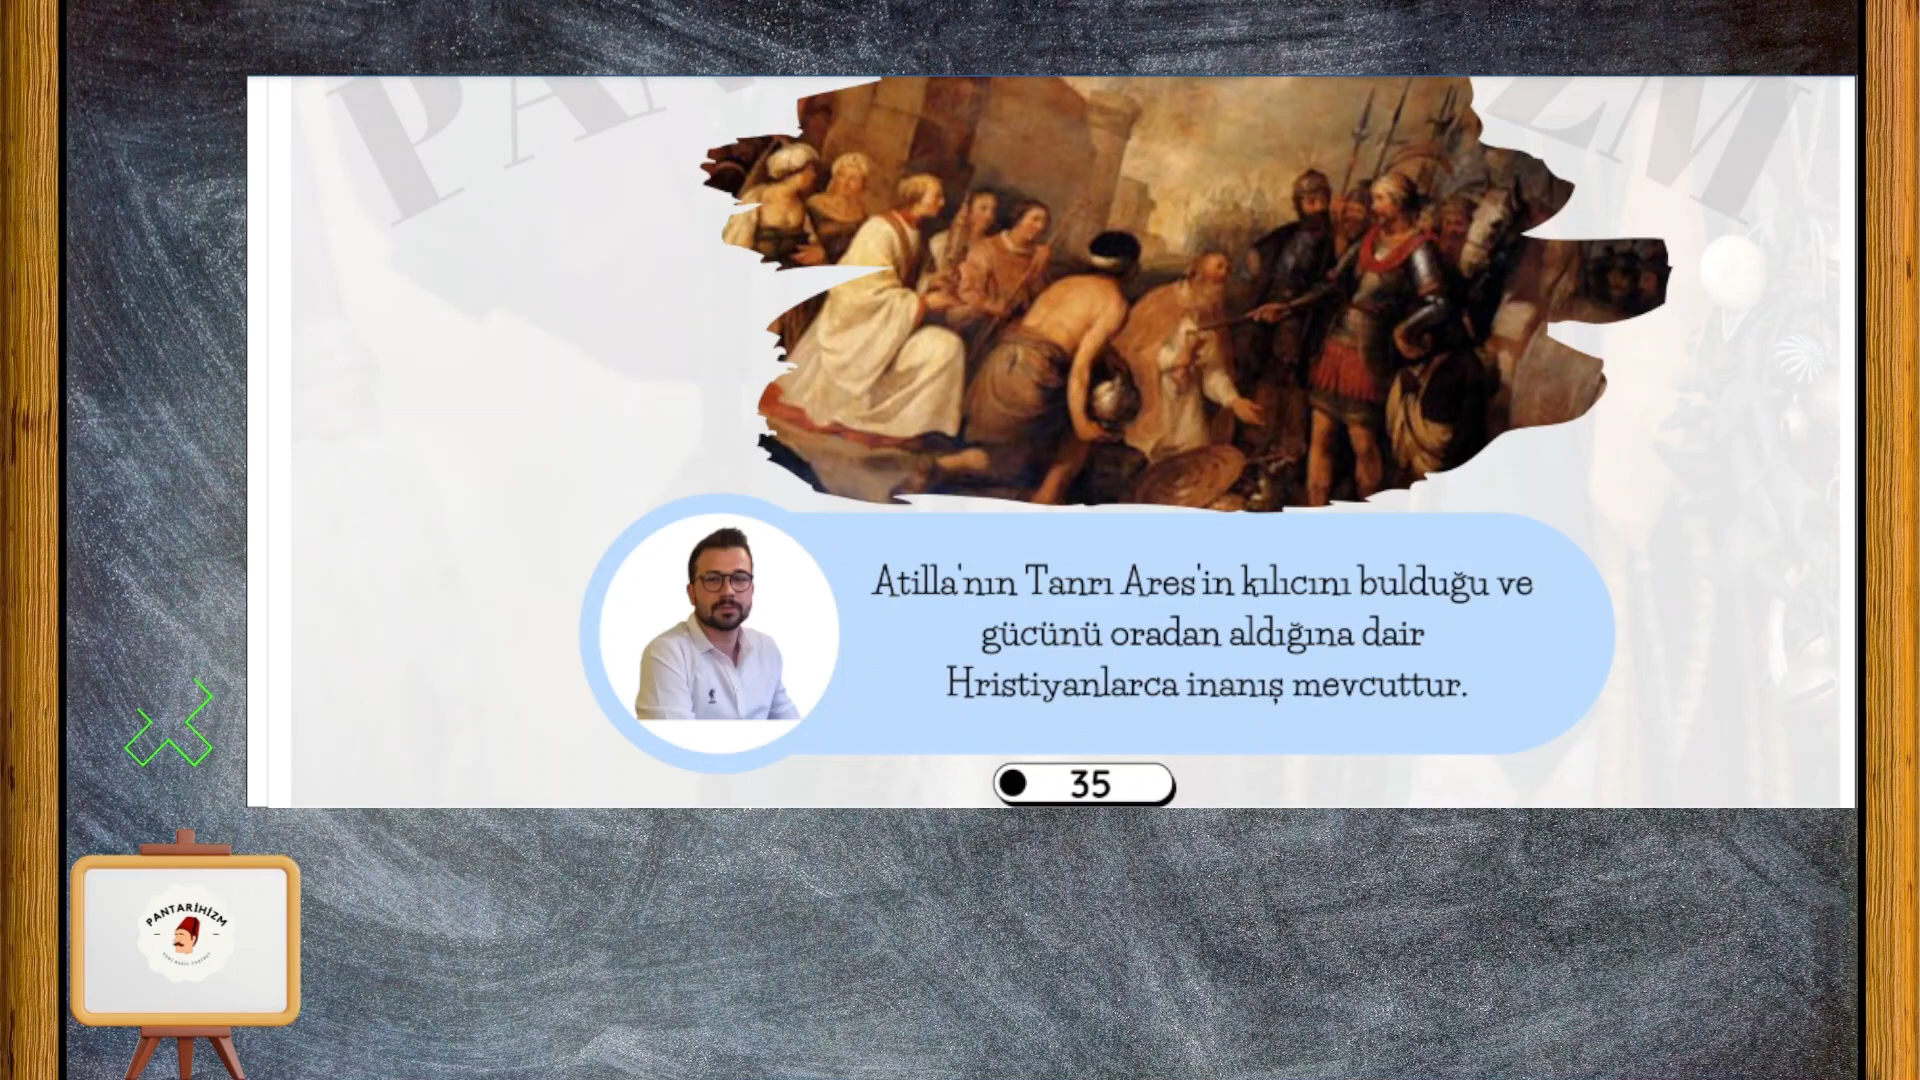 Atilla'nın Tanrı Ares'in kılıcını bulduğu ve
gücünü oradan aldığına dair
Hristiyanlarca inanış mevcuttur.
35
PANTARİHİZM